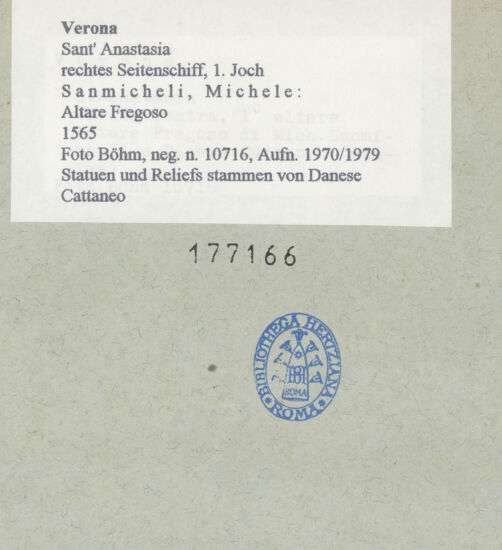 Verona
Sant' Anastasia
rechtes Seitenschiff, 1. Joch
Sanmicheli, Michele:
Altare Fregoso
1565
Foto Böhm, neg. n. 10716, Aufn. 1970/1979
Statuen und Reliefs stammen von Danese
Cattaneo
177166
BIBLIOTHECA HERTZIANA
ROMA
ROMA